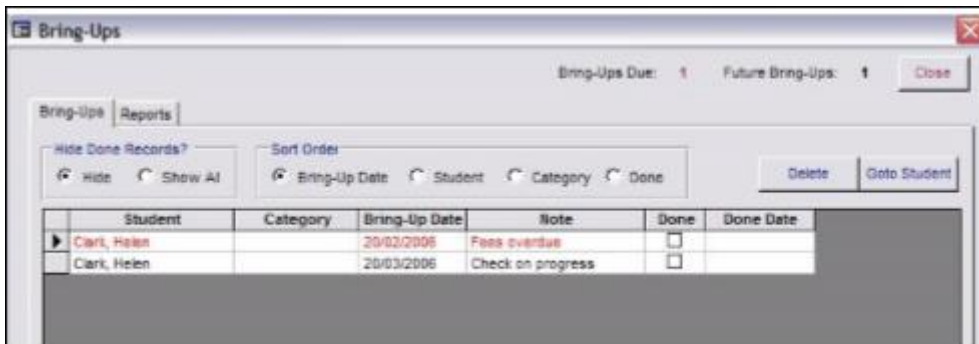 Bring-Ups
Bring-Ups Due: 1 Future Bring-Ups: 1 Close
Bring-Ups Reports
Hide Done Records? Sort Order
Hide Show All Bring-Up Date Student Category Done Delete Goto Student
Student Category Bring-Up Date Note Done Done Date
Clark, Helen 20/02/2006 Fees overdue
Clark, Helen 20/03/2006 Check on progress